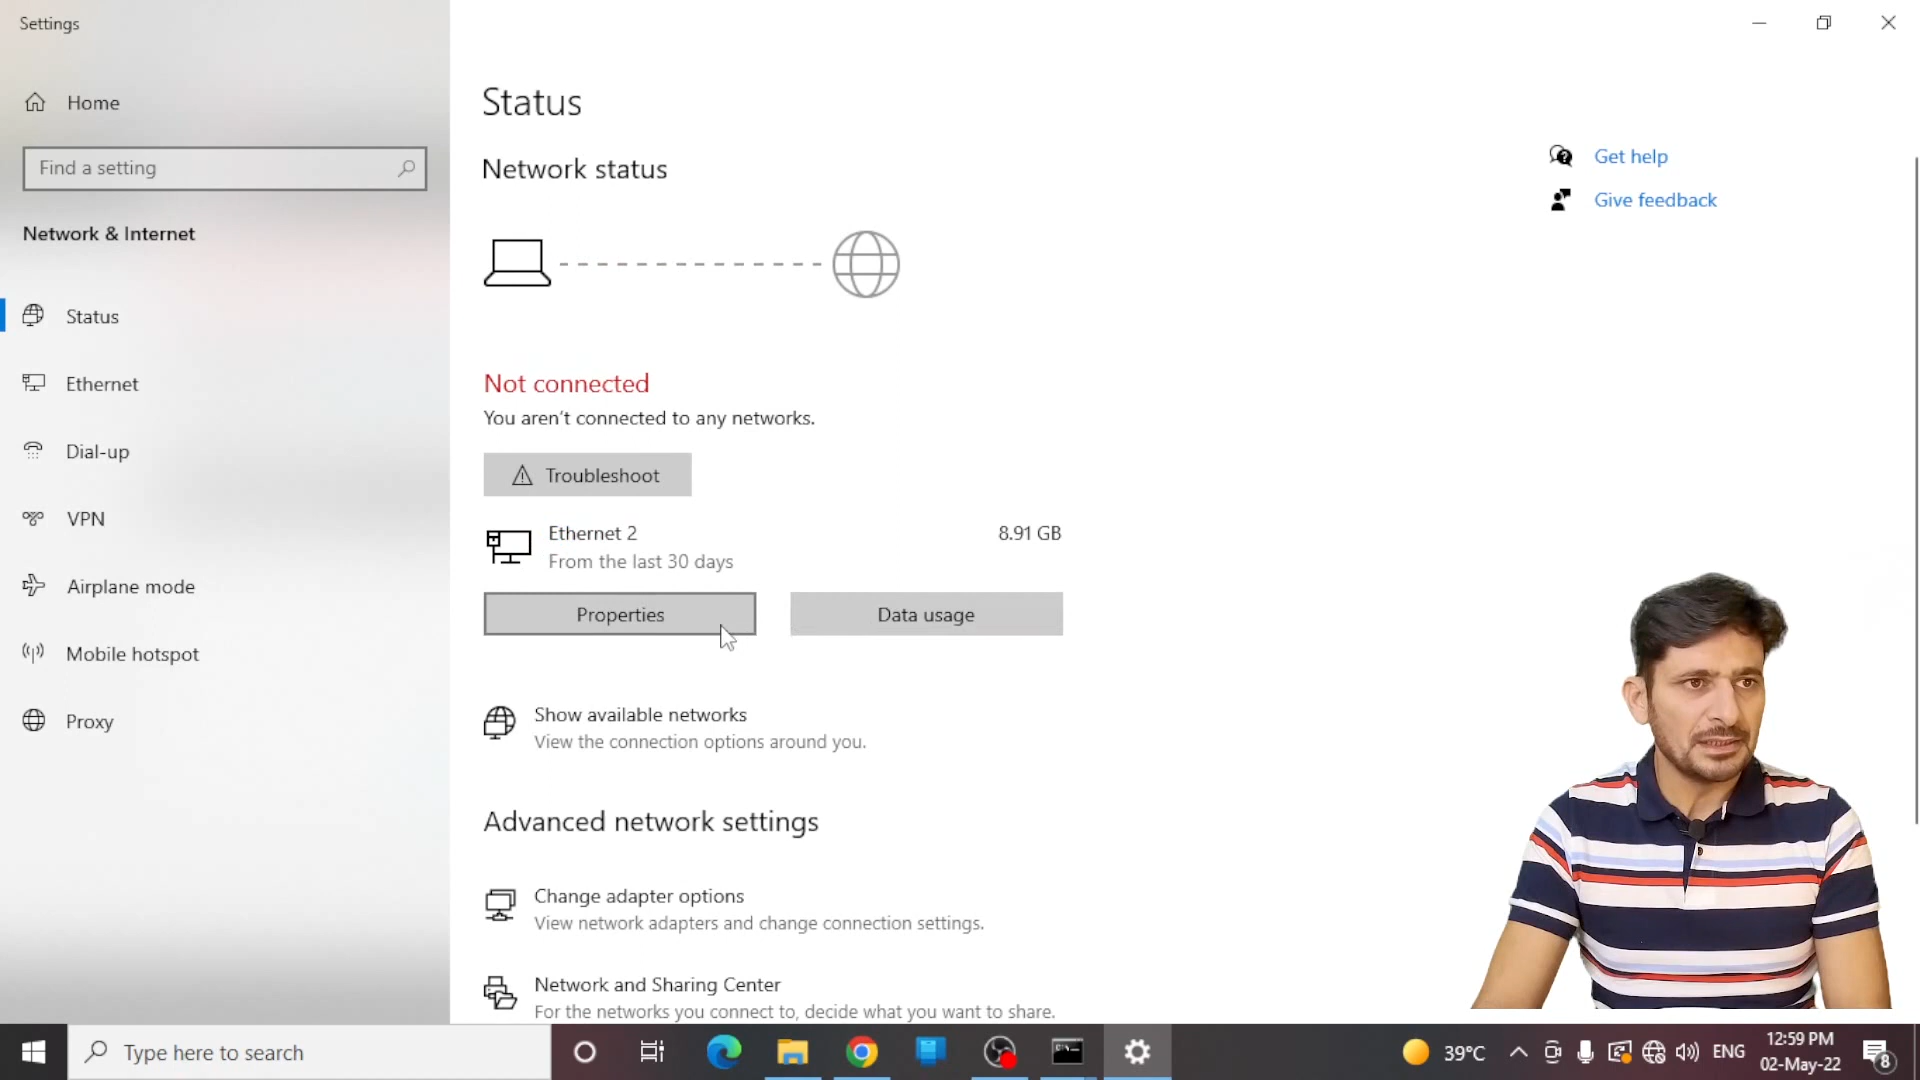 Settings
Home
Find a setting
Network & Internet
Status
Ethernet
Dial-up
VPN
Airplane mode
Mobile hotspot
Proxy
Status
Network status
Not connected
You aren't connected to any networks.
Troubleshoot
Ethernet 2
8.91 GB
From the last 30 days
Properties
Data usage
Show available networks
View the connection options around you.
Advanced network settings
Change adapter options
View network adapters and change connection settings.
Network and Sharing Center
For the networks you connect to, decide what you want to share.
Get help
Give feedback
Type here to search
39°C
ENG
12:59 PM
02-May-22
8